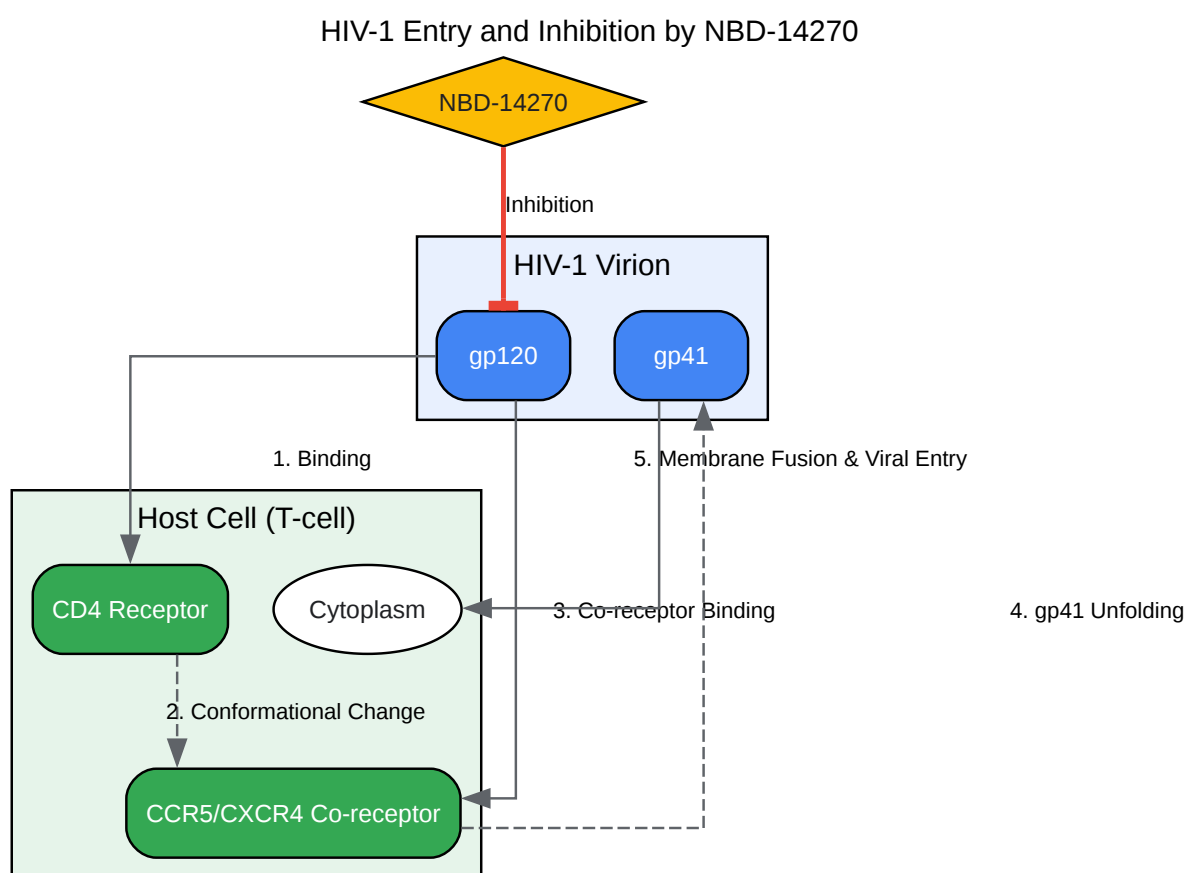 HIV-1 Entry and Inhibition by NBD-14270
NBD-14270
Inhibition
HIV-1 Virion
gp120
gp41
1. Binding
5. Membrane Fusion & Viral Entry
Host Cell (T-cell)
CD4 Receptor
Cytoplasm
3. Co-receptor Binding
4. gp41 Unfolding
2. Conformational Change
CCR5/CXCR4 Co-receptor